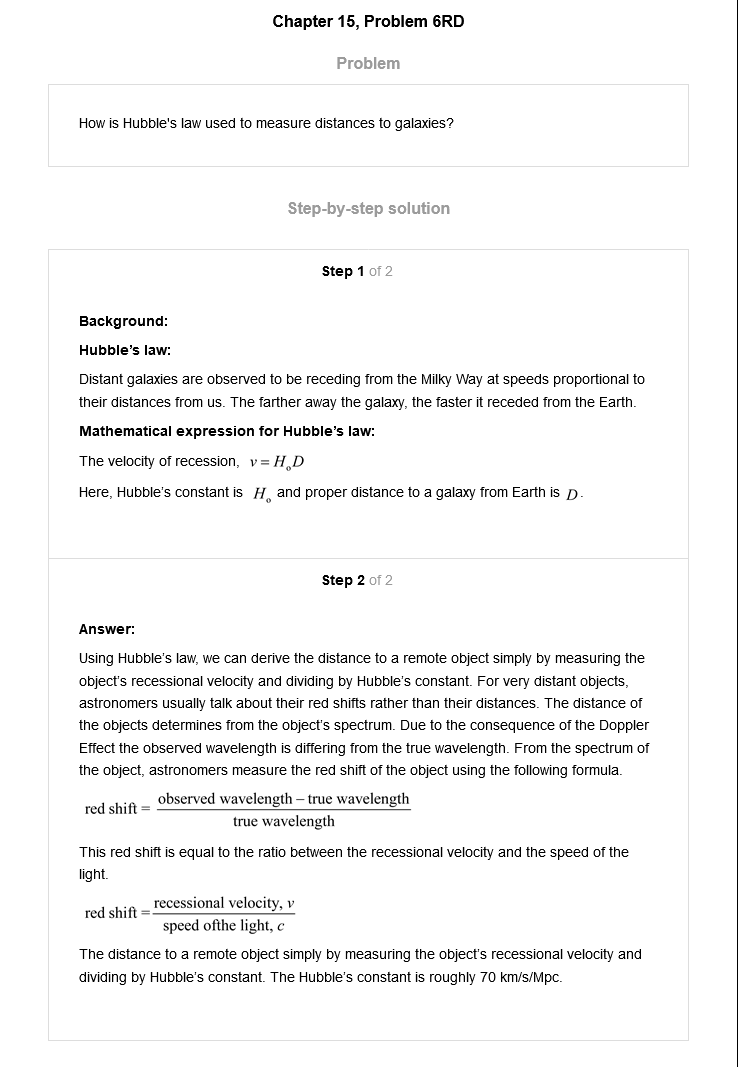 Chapter 15, Problem 6RD
Problem
How is Hubble's law used to measure distances to galaxies?
Step-by-step solution
Step 1 of 2
Background:
Hubble’s law:
Distant galaxies are observed to be receding from the Milky Way at speeds proportional to
their distances from us. The farther away the galaxy, the faster it receded from the Earth.
Mathematical expression for Hubble’s law:
The velocity of recession, v = HₒD
Here, Hubble’s constant is Hₒ and proper distance to a galaxy from Earth is D.
Step 2 of 2
Answer:
Using Hubble’s law, we can derive the distance to a remote object simply by measuring the
object’s recessional velocity and dividing by Hubble’s constant. For very distant objects,
astronomers usually talk about their red shifts rather than their distances. The distance of
the objects determines from the object’s spectrum. Due to the consequence of the Doppler
Effect the observed wavelength is differing from the true wavelength. From the spectrum of
the object, astronomers measure the red shift of the object using the following formula.
red shift = observed wavelength – true wavelength
true wavelength
This red shift is equal to the ratio between the recessional velocity and the speed of the
light.
red shift = recessional velocity, v
speed ofthe light, c
The distance to a remote object simply by measuring the object’s recessional velocity and
dividing by Hubble’s constant. The Hubble’s constant is roughly 70 km/s/Mpc.